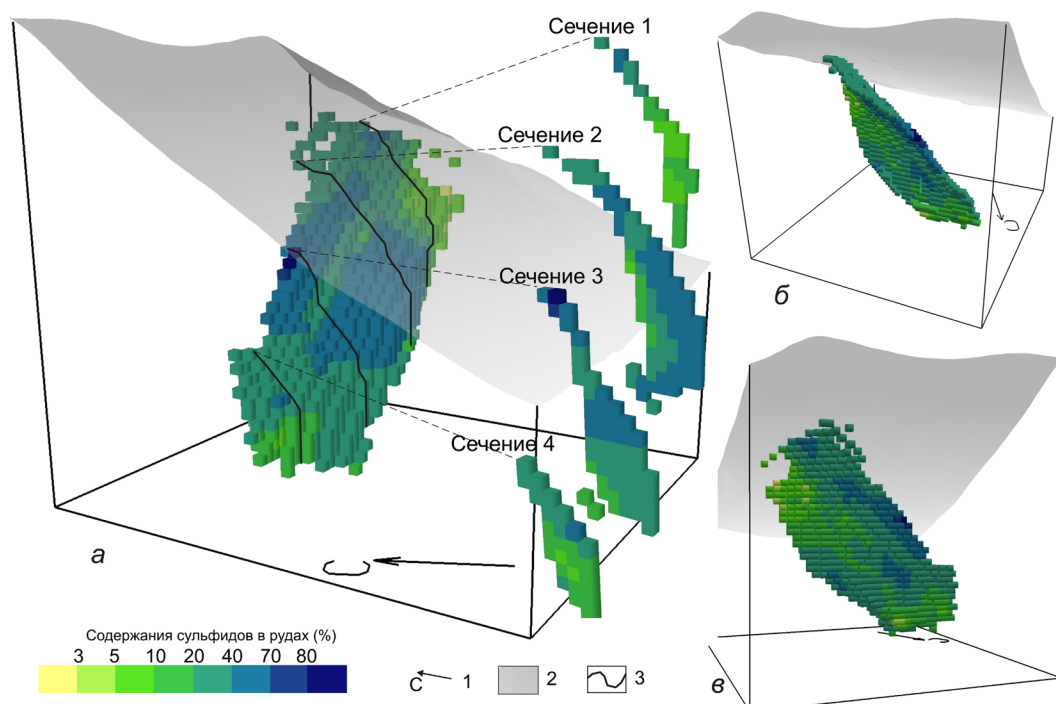 Сечение 1
Сечение 2
Сечение 3
Сечение 4
а
б
в
С
С
С
Содержания сульфидов в рудах (%)
3 5 10 20 40 70 80
С 1 2 3